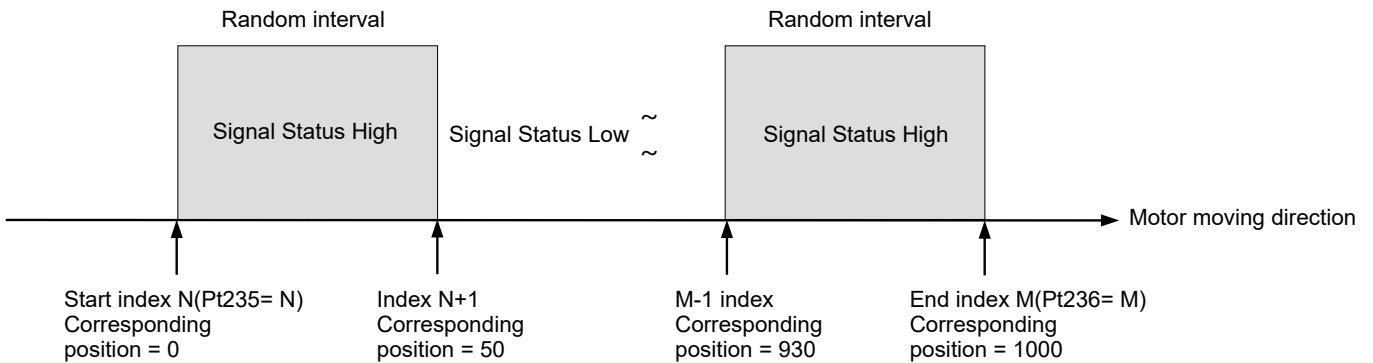 Random interval
Random interval
Signal Status High
Signal Status Low
~
~
Signal Status High
Motor moving direction
Start index N(Pt235= N)
Corresponding
position = 0
Index N+1
Corresponding
position = 50
M-1 index
Corresponding
position = 930
End index M(Pt236= M)
Corresponding
position = 1000